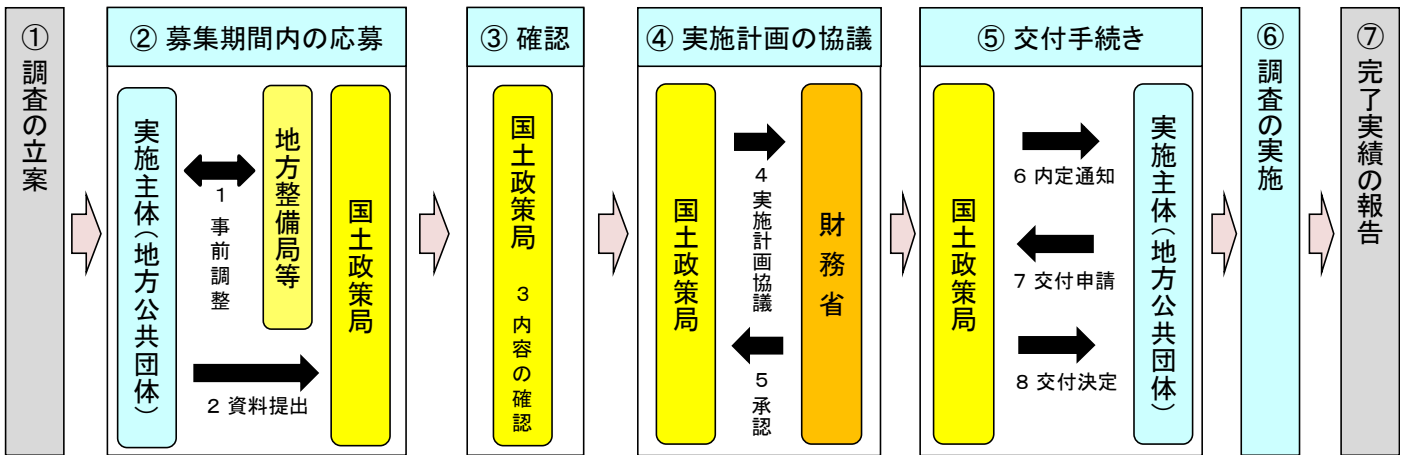 ① 調査の立案
② 募集期間内の応募
実施主体（地方公共団体）
1 事前調整
地方整備局等
国土政策局
2 資料提出
③ 確認
国土政策局 3 内容の確認
④ 実施計画の協議
国土政策局
4 実施計画協議
5 承認
財務省
⑤ 交付手続き
国土政策局
6 内定通知
7 交付申請
8 交付決定
実施主体（地方公共団体）
⑥ 調査の実施
⑦ 完了実績の報告